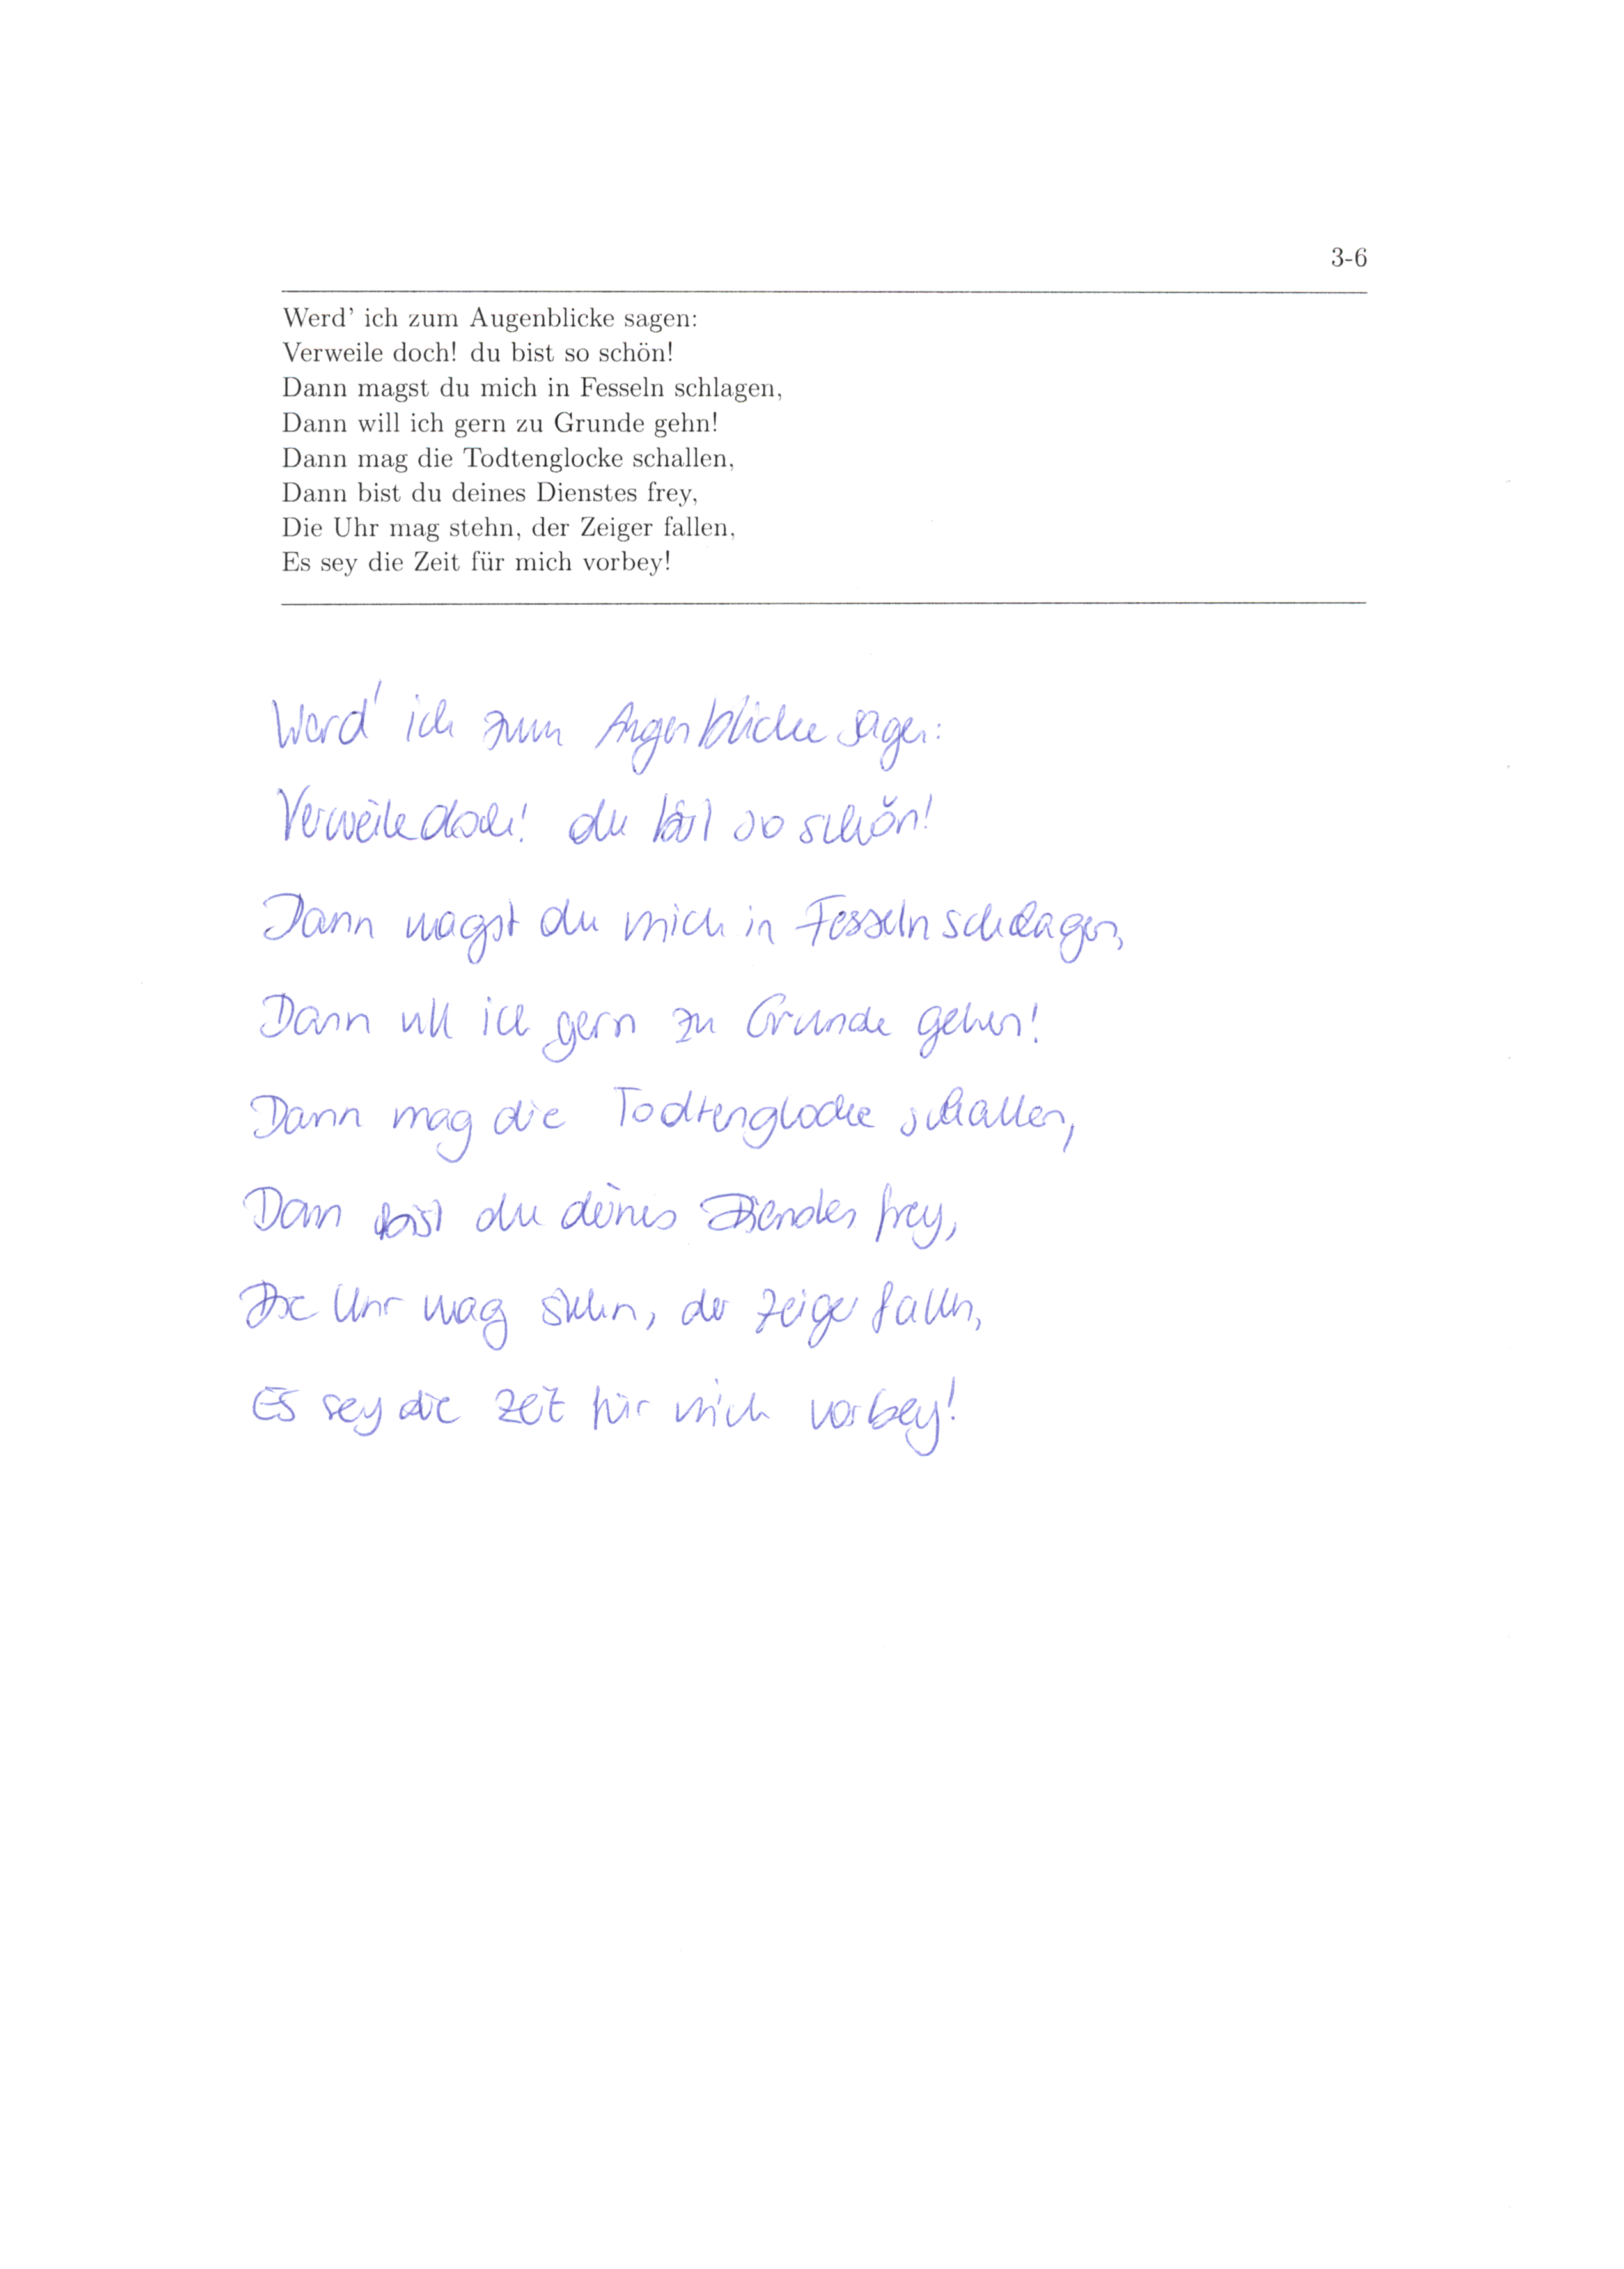 3-6
Werd' ich zum Augenblicke sagen:
Verweile doch! du bist so schön!
Dann magst du mich in Fesseln schlagen,
Dann will ich gern zu Grunde gehn!
Dann mag die Todtenglocke schallen,
Dann bist du deines Dienstes frey,
Die Uhr mag stehn, der Zeiger fallen,
Es sey die Zeit für mich vorbey!
Werd' ich zum Augenblicke sagen:
Verweile doch! du bist so schön!
Dann magst du mich in Fesseln schlagen,
Dann will ich gern zu Grunde gehen!
Dann mag die Todtenglocke schallen,
Dann bist du deines frey,
Die Uhr mag stehn, der Zeiger fallen,
Es sey die Zeit für mich vorbey!